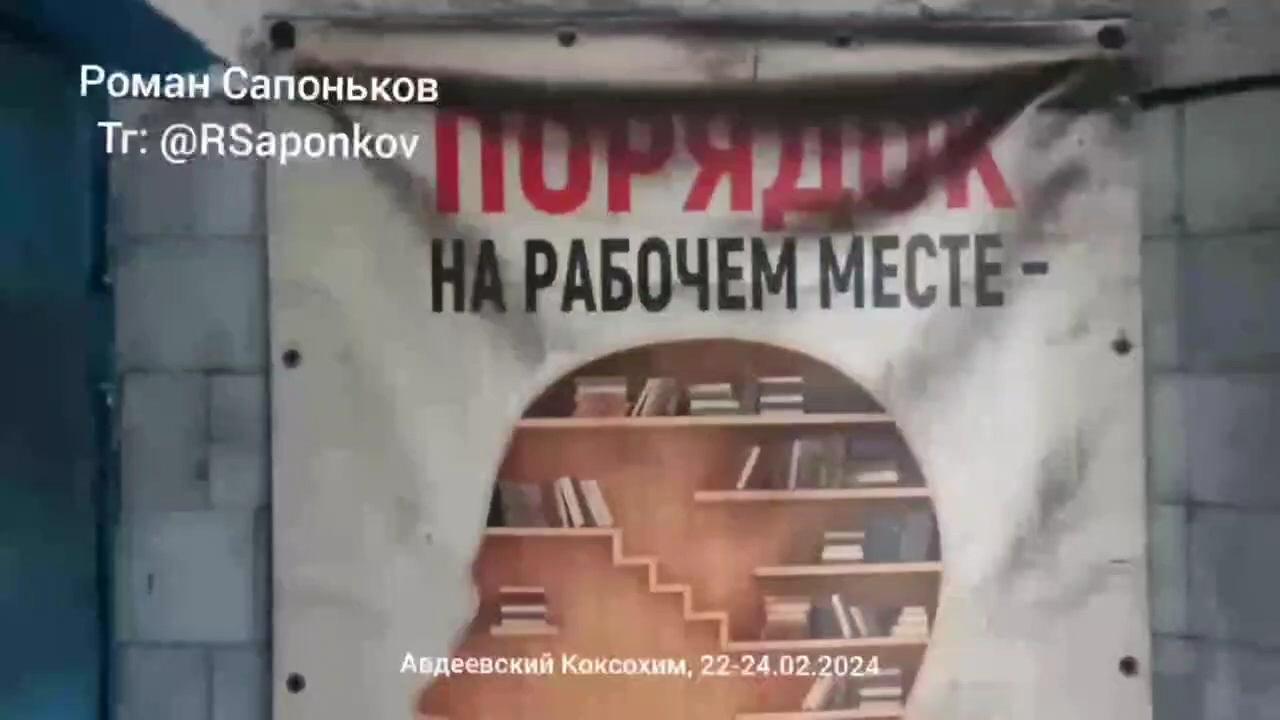 Роман Сапоньков
Тг: @RSaponkov
ПОРЯДОК
НА РАБОЧЕМ МЕСТЕ -
Авдеевский Коксохим, 22-24.02.2024